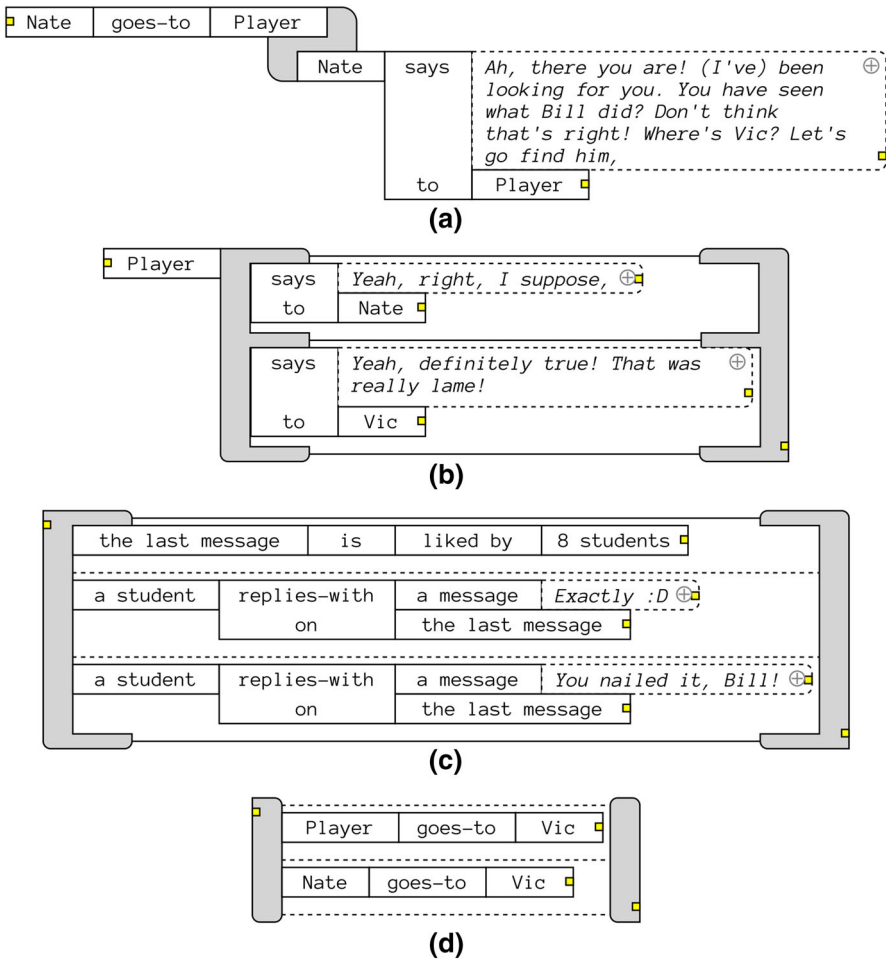 Nate goes-to Player
Nate says Ah, there you are! (I've) been
looking for you. You have seen
what Bill did? Don't think
that's right! Where's Vic? Let's
go find him,
to Player
(a)
Player
says Yeah, right, I suppose,
to Nate
says Yeah, definitely true! That was
really lame!
to Vic
(b)
the last message is liked by 8 students
a student replies-with a message Exactly :D
on the last message
a student replies-with a message You nailed it, Bill!
on the last message
(c)
Player goes-to Vic
Nate goes-to Vic
(d)